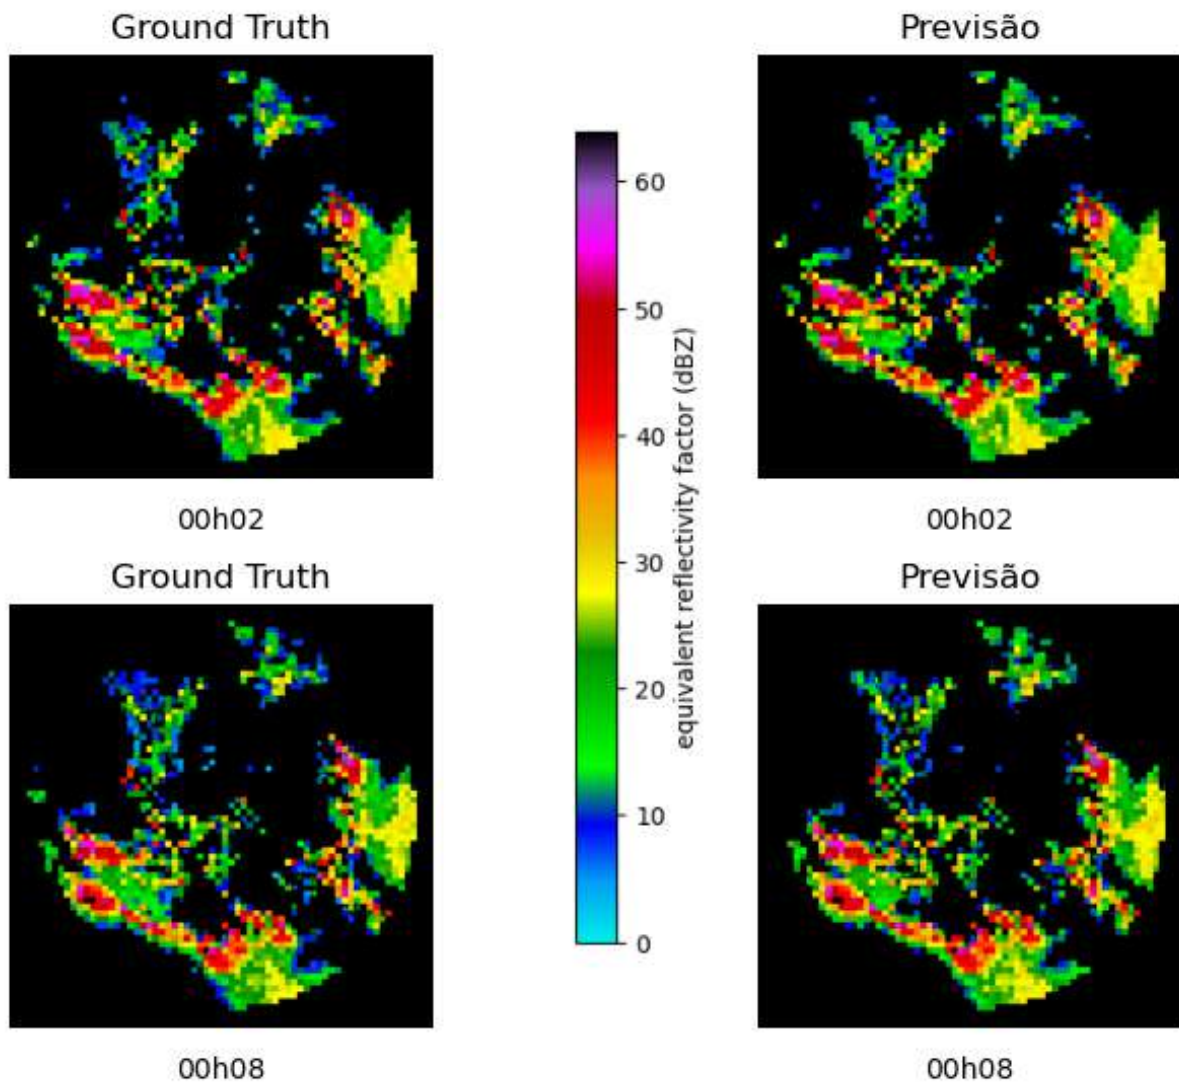 Ground Truth
Previsão
60
50
40
30
20
10
0
equivalent reflectivity factor (dBZ)
00h02
00h02
Ground Truth
Previsão
00h08
00h08